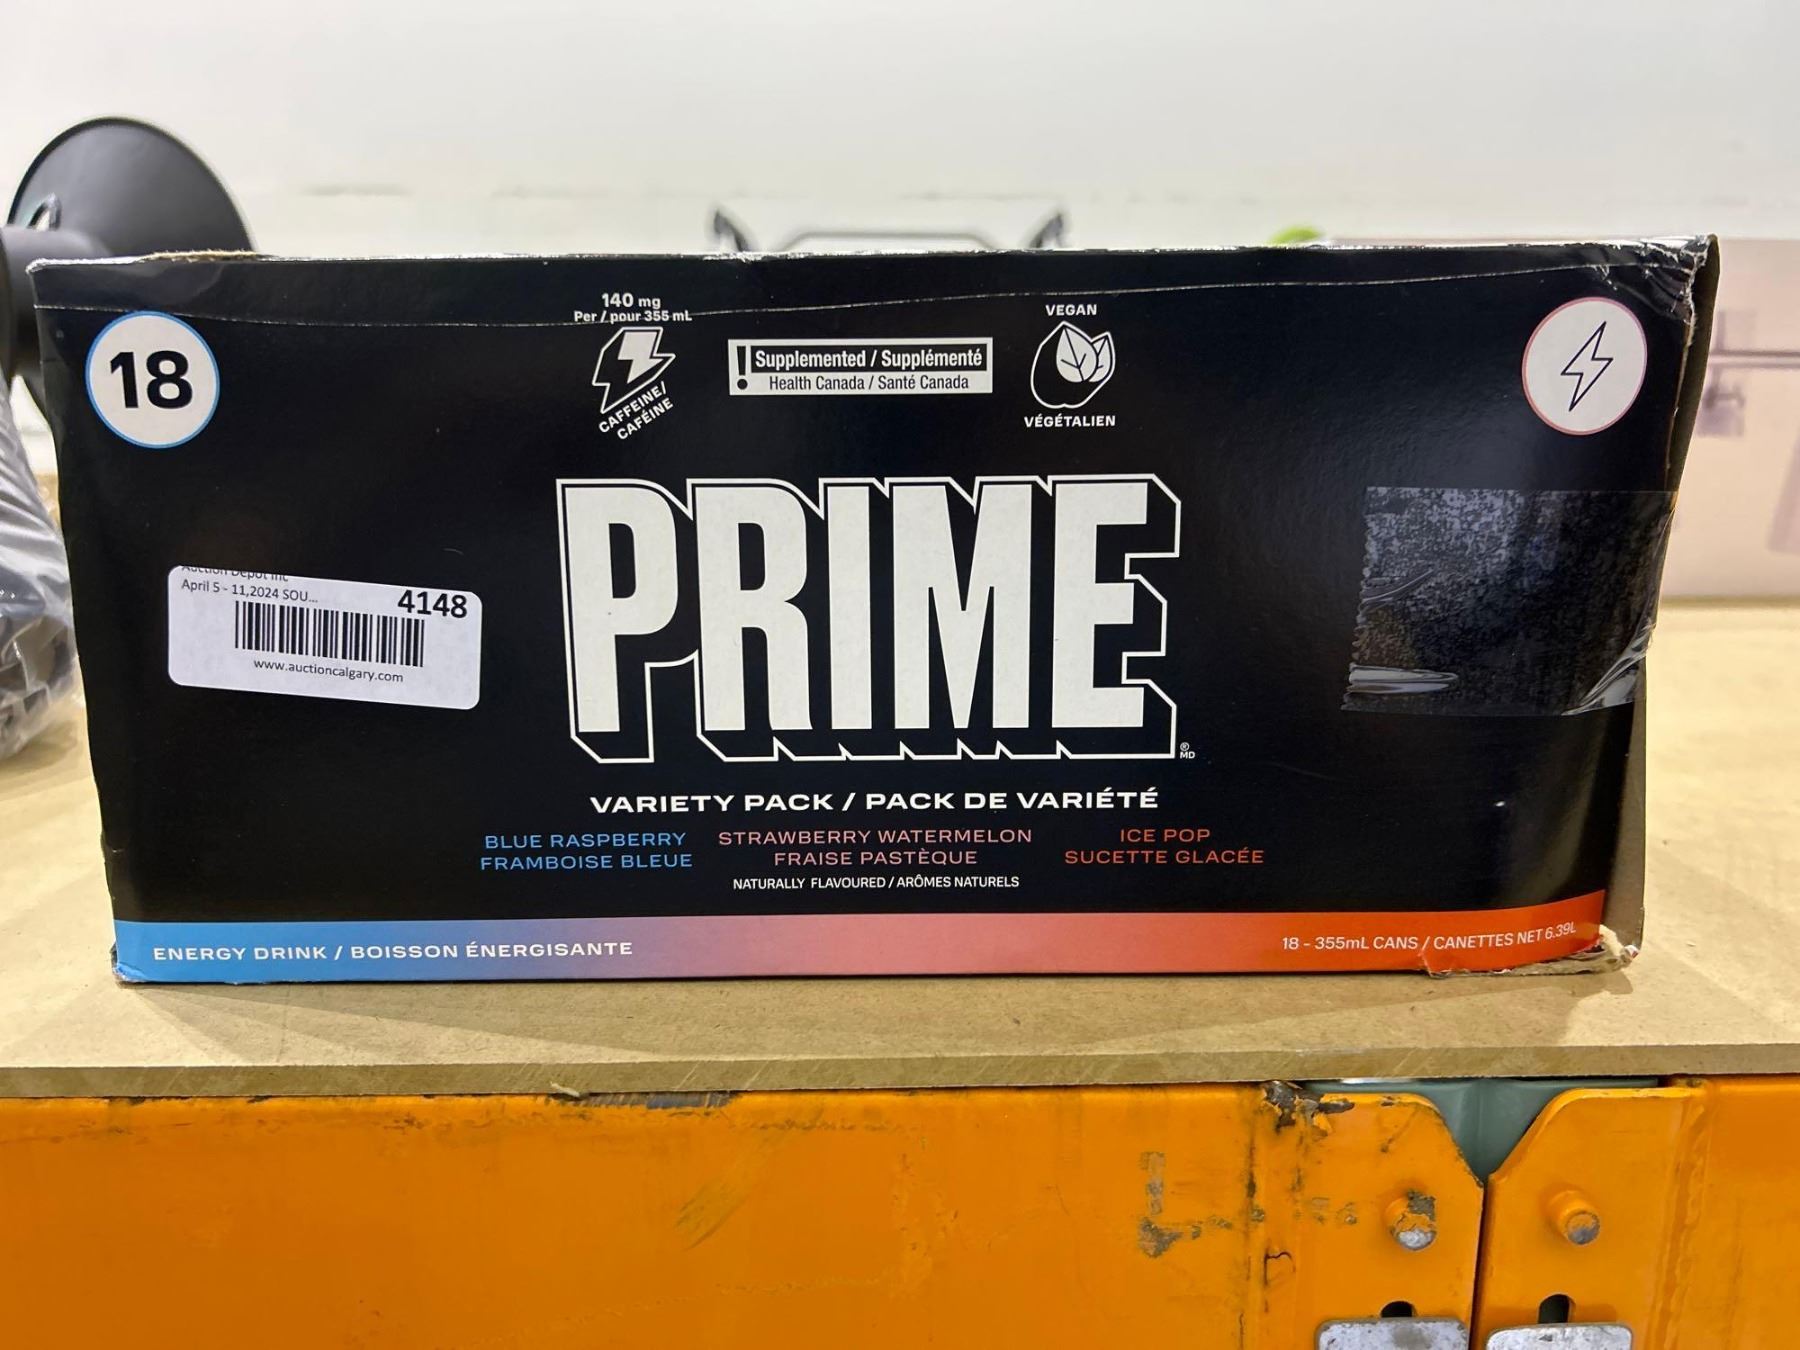 140 mg
Per / pour 355 mL
CAFFEINE/
CAFÉINE
! Supplemented / Supplémenté
Health Canada / Santé Canada
VEGAN
VÉGÉTALIEN
18
Auction Depot Inc
April 5 - 11,2024 SOU...
4148
www.auctioncalgary.com
PRIME
® MD
VARIETY PACK / PACK DE VARIÉTÉ
BLUE RASPBERRY
FRAMBOISE BLEUE
STRAWBERRY WATERMELON
FRAISE PASTÈQUE
ICE POP
SUCETTE GLACÉE
NATURALLY FLAVOURED / ARÔMES NATURELS
ENERGY DRINK / BOISSON ÉNERGISANTE
18 - 355mL CANS / CANETTES NET 6.39L